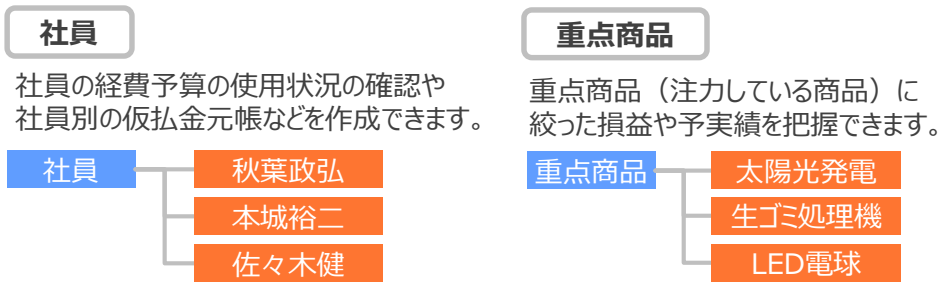 社員
社員の経費予算の使用状況の確認や
社員別の仮払金元帳などを作成できます。
社員
秋葉政弘
本城裕二
佐々木健
重点商品
重点商品（注力している商品）に
絞った損益や予実績を把握できます。
重点商品
太陽光発電
生ゴミ処理機
LED電球